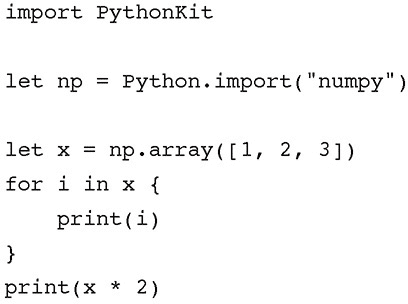 import PythonKit
let np = Python.import("numpy")
let x = np.array([1, 2, 3])
for i in x {
    print(i)
}
print(x * 2)